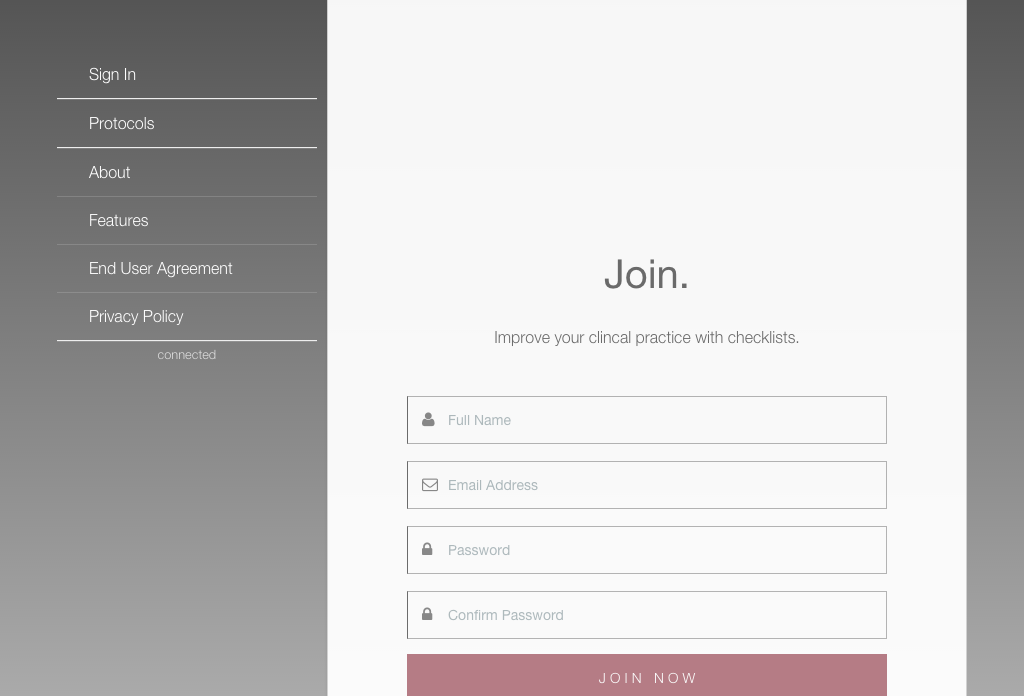 Sign In
Protocols
About
Features
End User Agreement
Privacy Policy
connected
Join.
Improve your clincal practice with checklists.
Full Name
Email Address
Password
Confirm Password
JOIN NOW